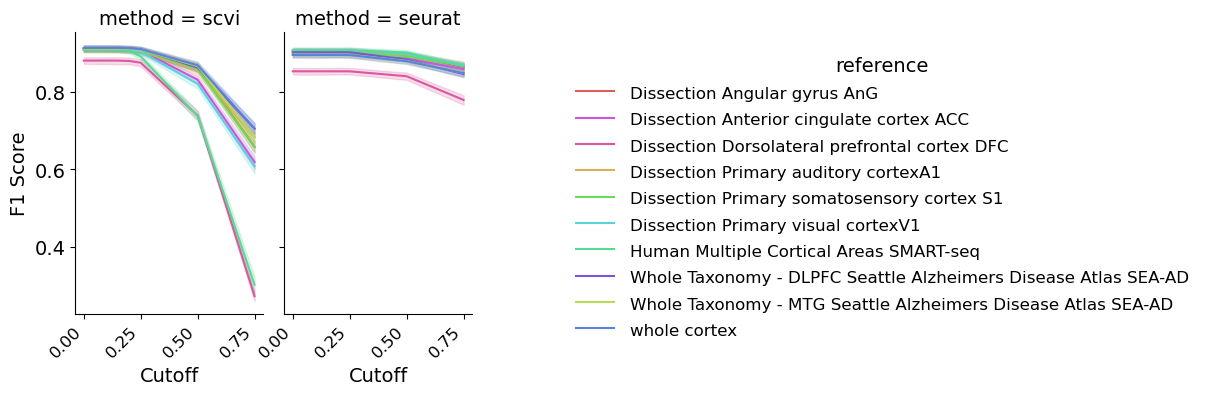 method = scvi
method = seurat
F1 Score
0.8
0.6
0.4
0.00
0.25
0.50
0.75
0.00
0.25
0.50
0.75
Cutoff
Cutoff
reference
Dissection Angular gyrus AnG
Dissection Anterior cingulate cortex ACC
Dissection Dorsolateral prefrontal cortex DFC
Dissection Primary auditory cortexA1
Dissection Primary somatosensory cortex S1
Dissection Primary visual cortexV1
Human Multiple Cortical Areas SMART-seq
Whole Taxonomy - DLPFC Seattle Alzheimers Disease Atlas SEA-AD
Whole Taxonomy - MTG Seattle Alzheimers Disease Atlas SEA-AD
whole cortex